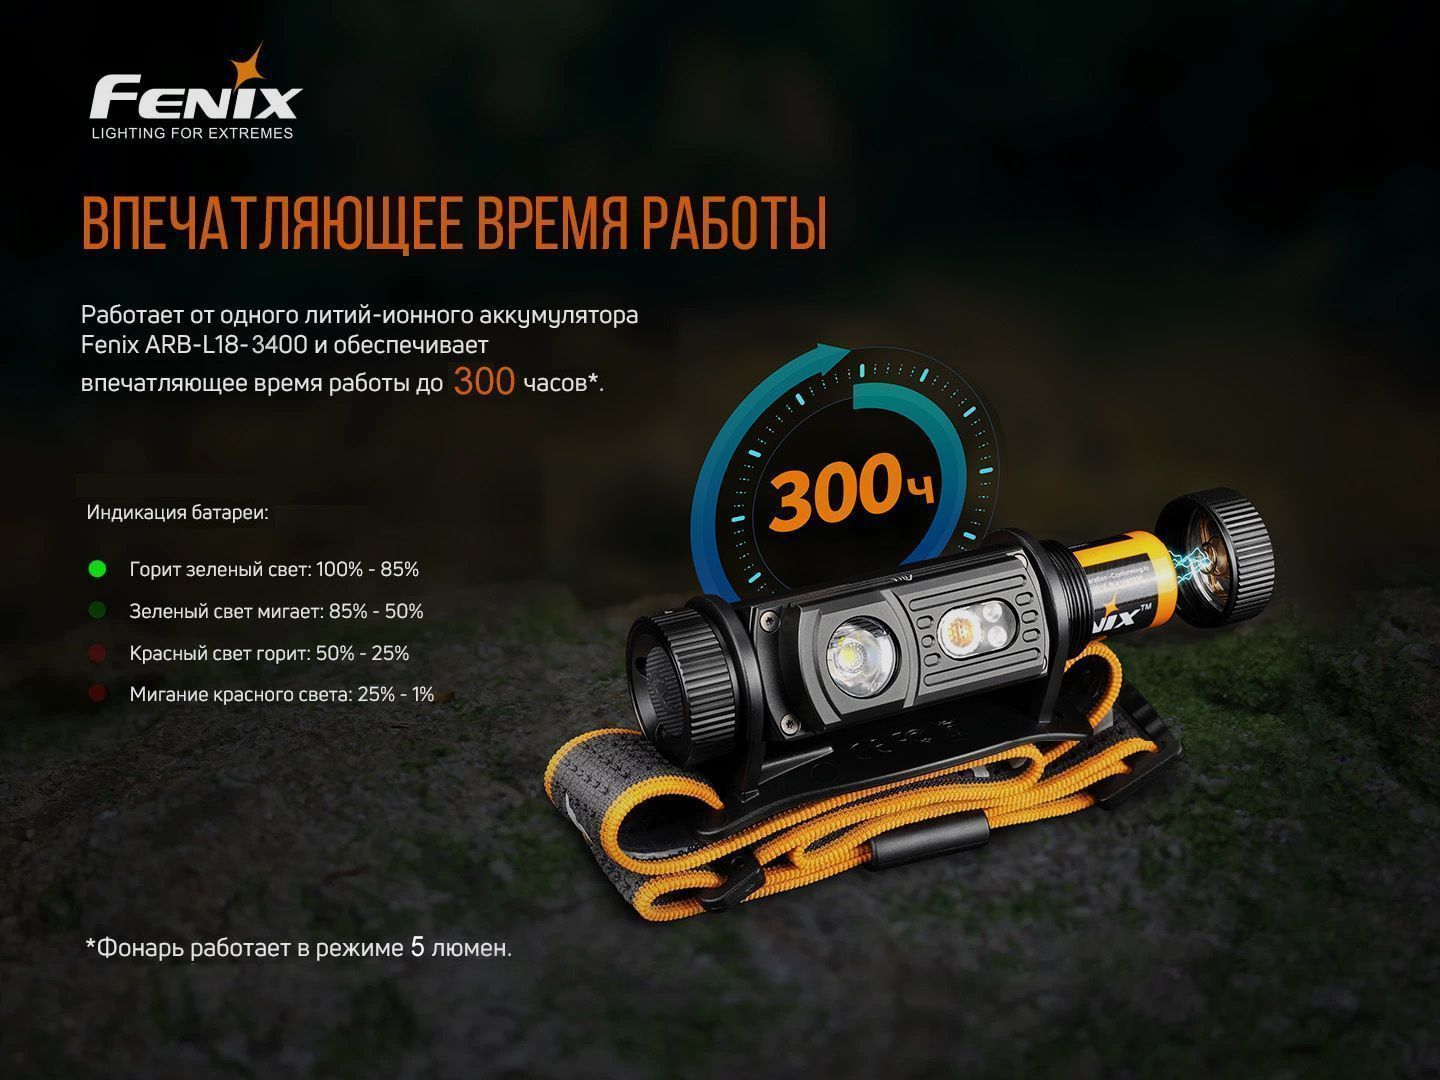 FENIX
LIGHTING FOR EXTREMES
ВПЕЧАТЛЯЮЩЕЕ ВРЕМЯ РАБОТЫ
Работает от одного литий-ионного аккумулятора
Fenix ARB-L18-3400 и обеспечивает
впечатляющее время работы до 300 часов*.
300ч
Индикация батареи:
Горит зеленый свет: 100% - 85%
Зеленый свет мигает: 85% - 50%
Красный свет горит: 50% - 25%
Мигание красного света: 25% - 1%
NIX™
*Фонарь работает в режиме 5 люмен.